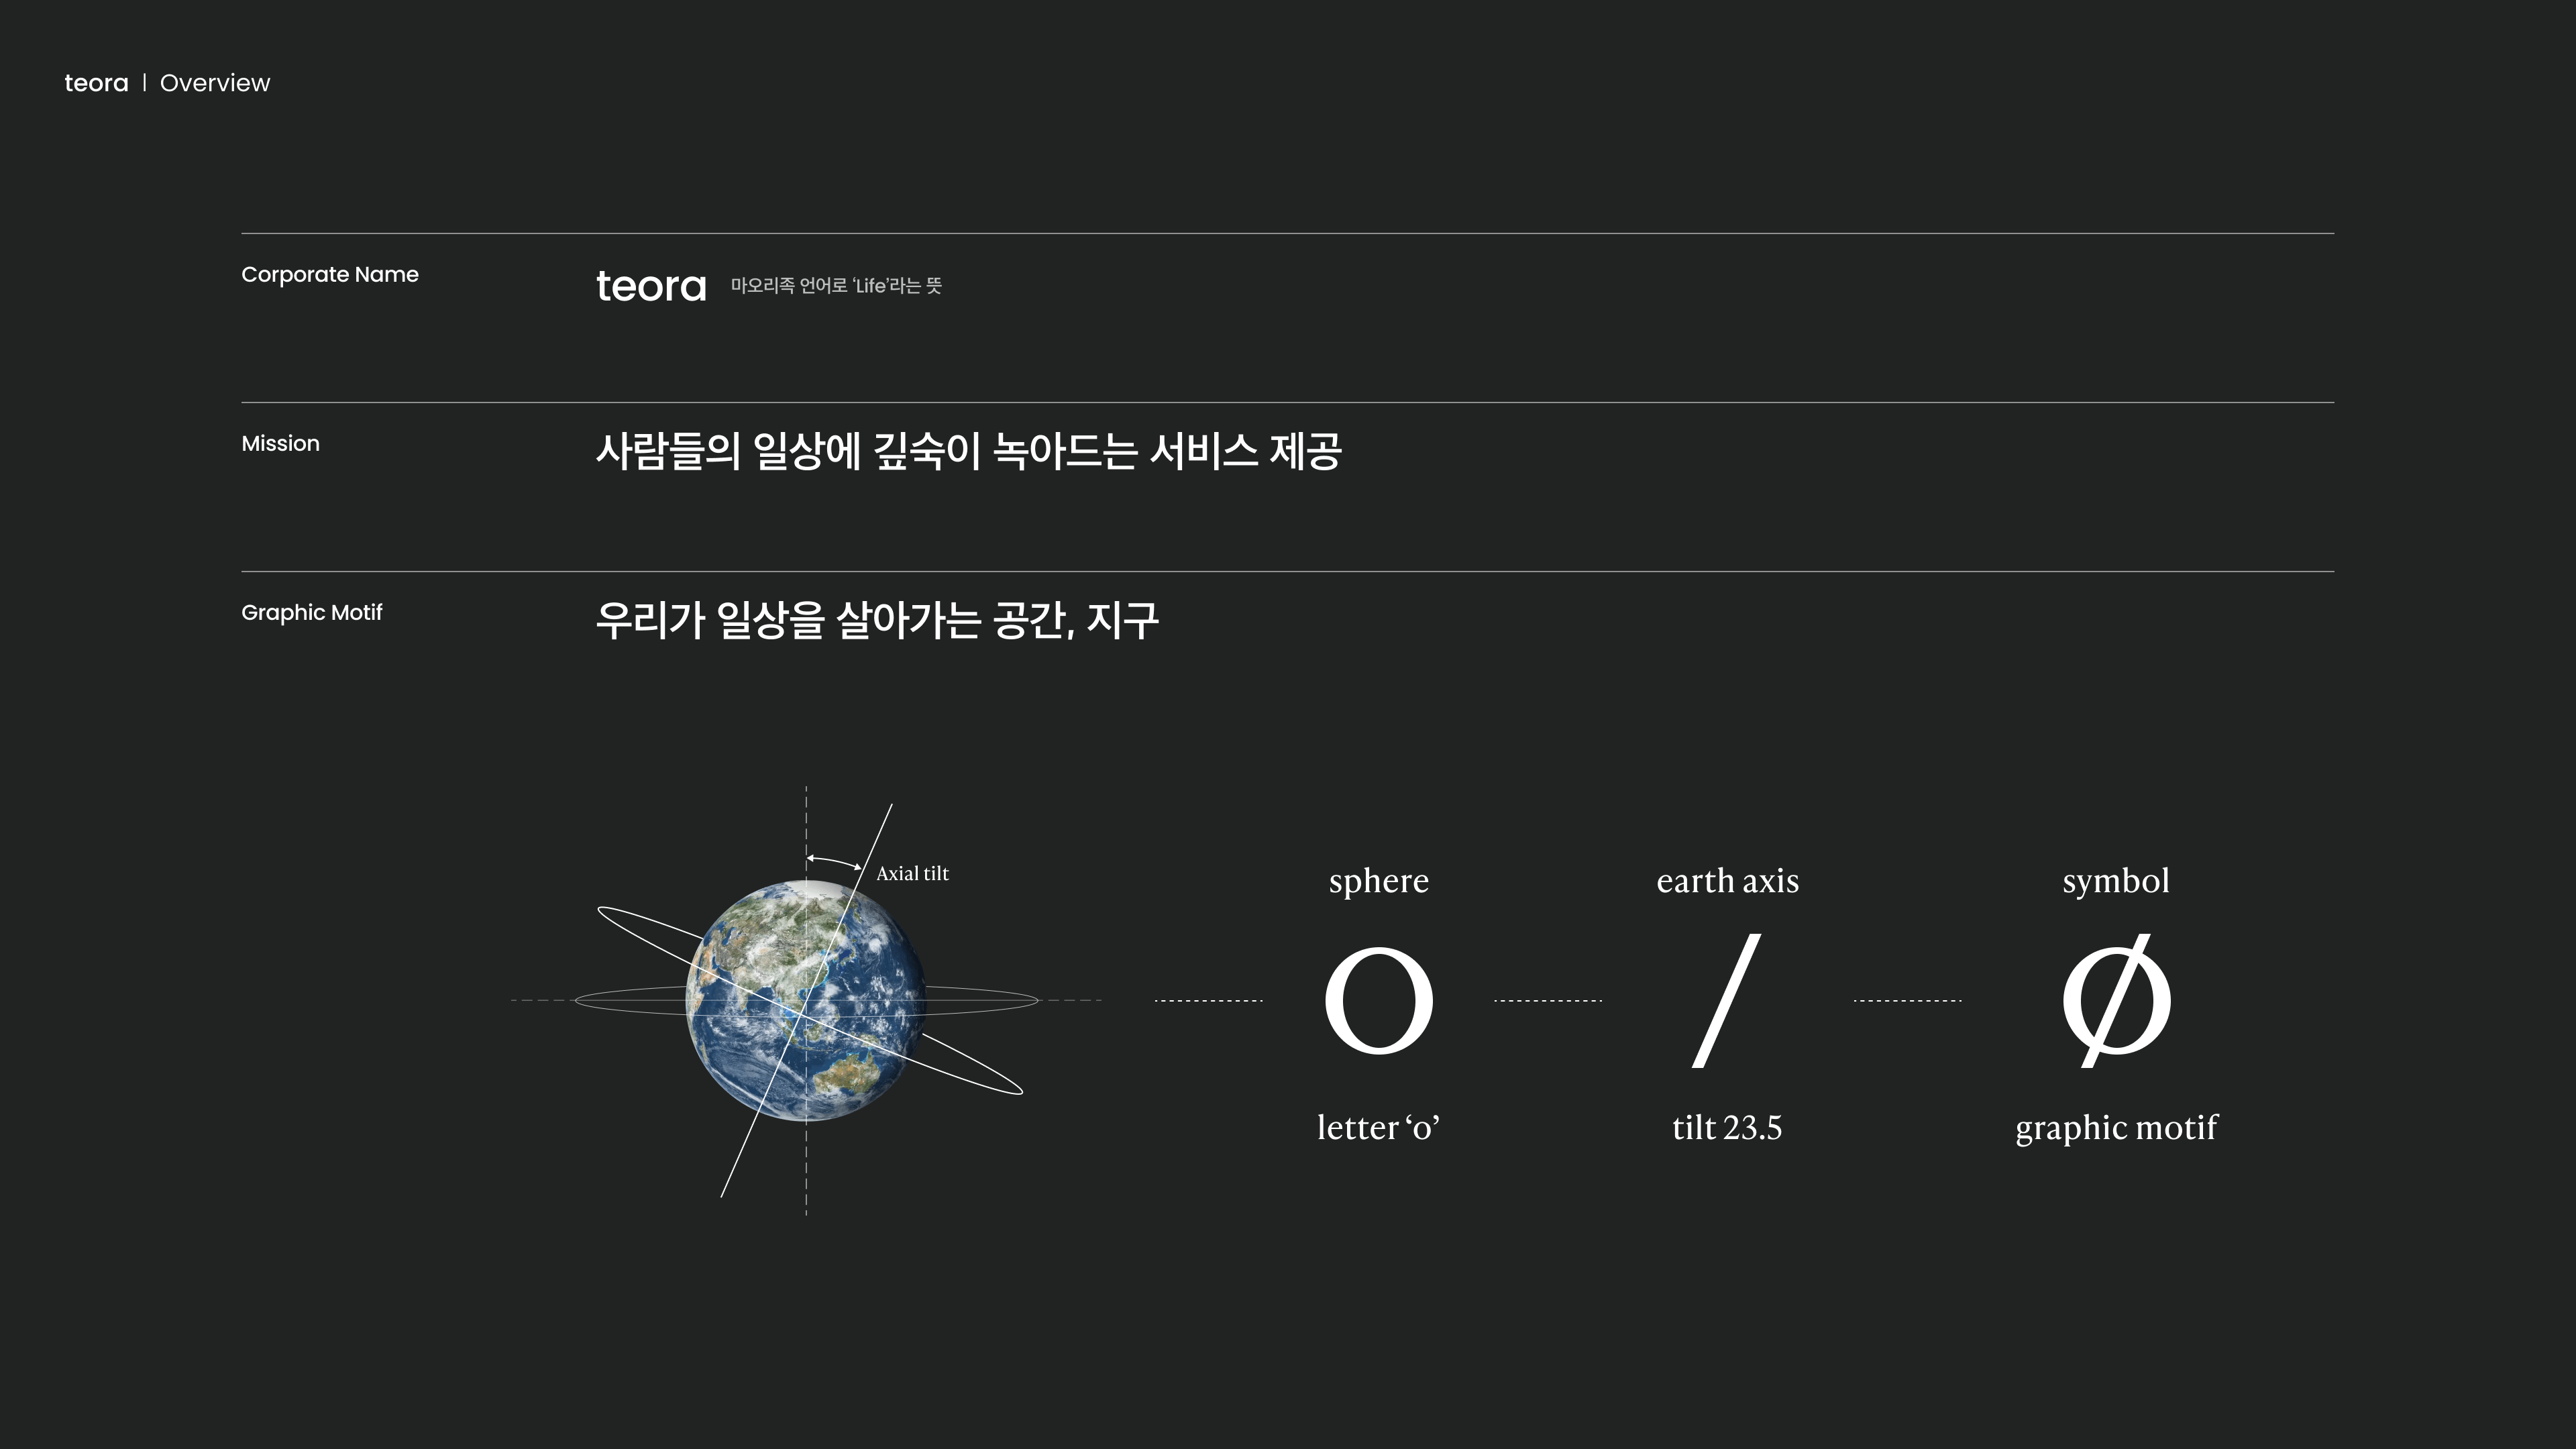 teora | Overview
Corporate Name
teora 마오리족 언어로 ‘Life’라는 뜻
Mission
사람들의 일상에 깊숙이 녹아드는 서비스 제공
Graphic Motif
우리가 일상을 살아가는 공간, 지구
Axial tilt
sphere
earth axis
symbol
o
/
ø
letter ‘o’
tilt 23.5
graphic motif